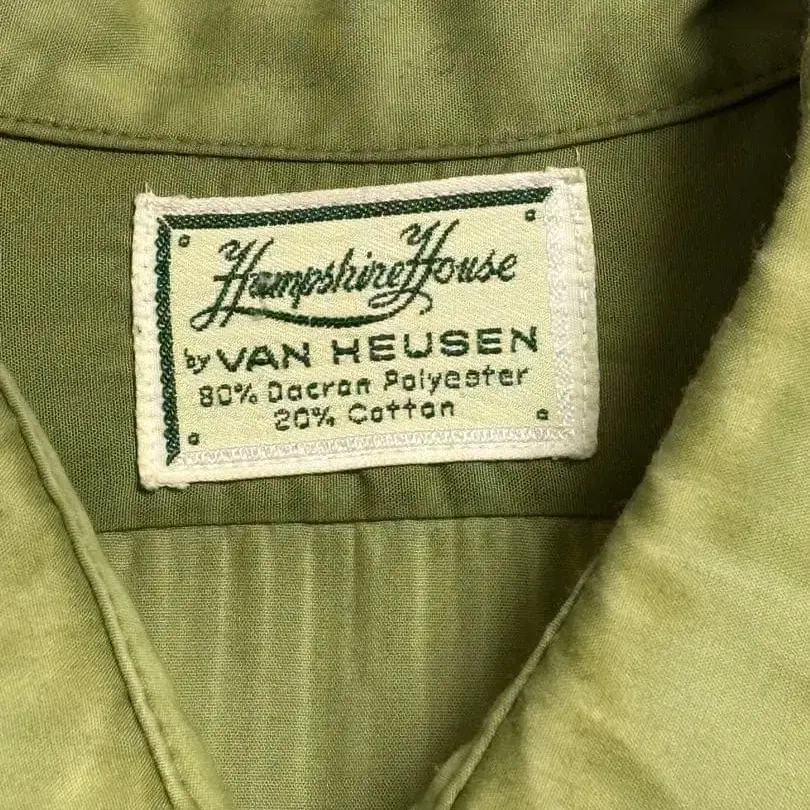 Hampshire House
by VAN HEUSEN
80% Dacron Polyester
20% Cotton